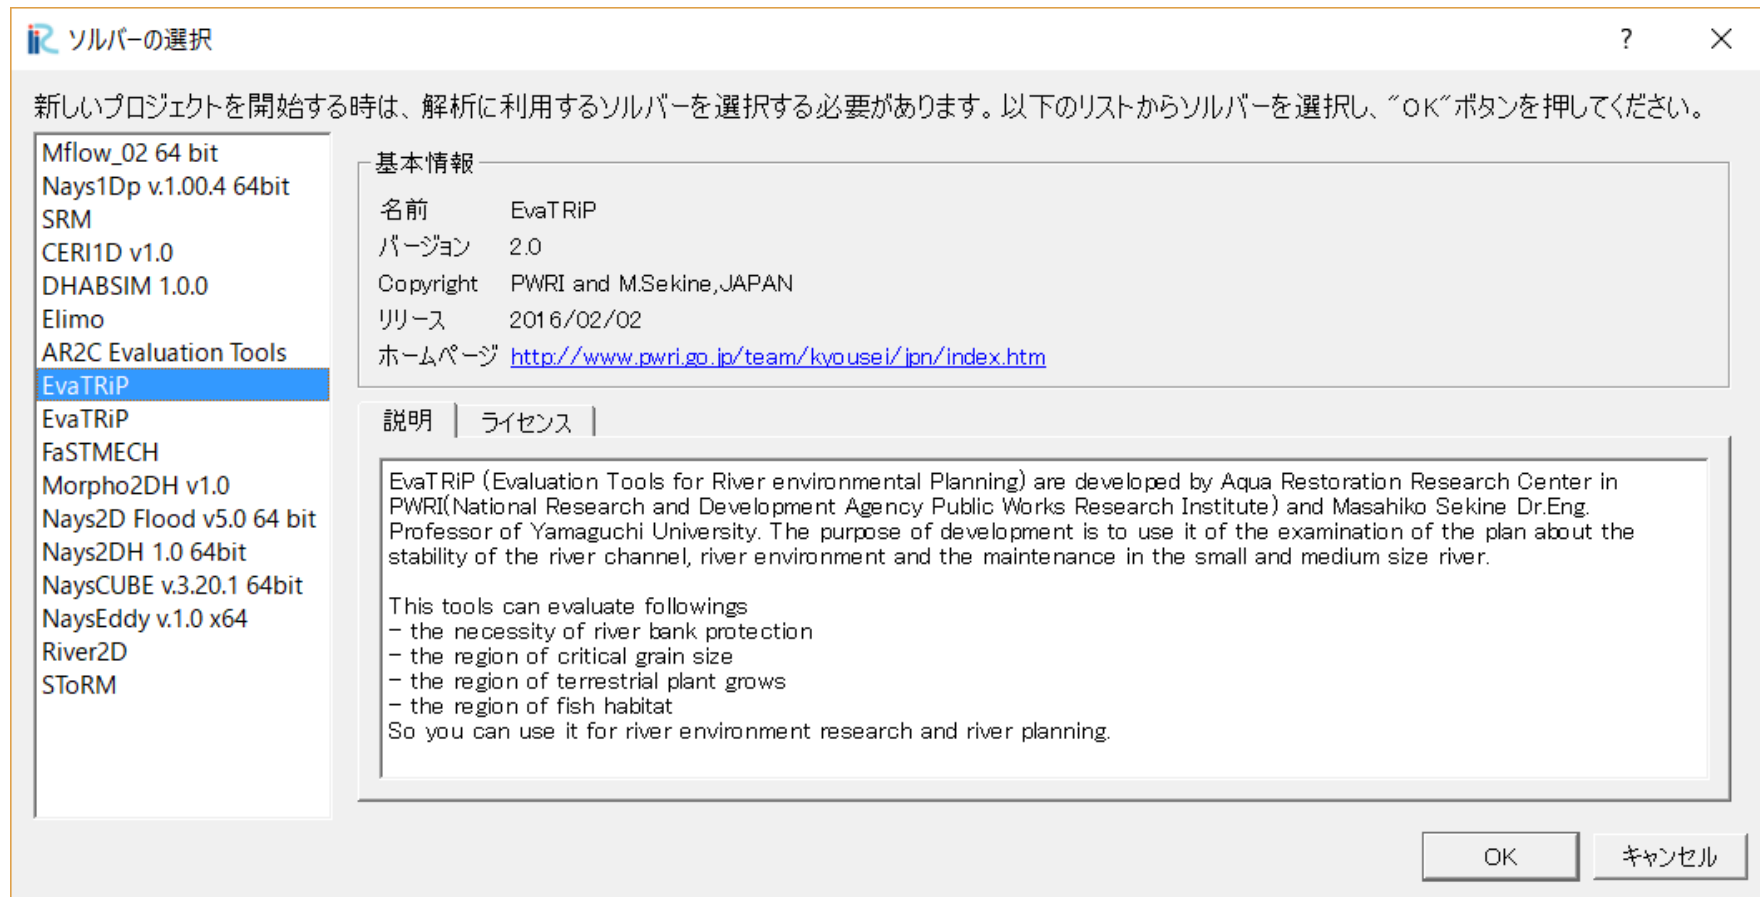 ソルバーの選択
?
新しいプロジェクトを開始する時は、解析に利用するソルバーを選択する必要があります。以下のリストからソルバーを選択し、"OK"ボタンを押してください。
Mflow_02 64 bit
Nays1Dp v.1.00.4 64bit
SRM
CERI1D v1.0
DHABSIM 1.0.0
Elimo
AR2C Evaluation Tools
EvaTRiP
EvaTRiP
FaSTMECH
Morpho2DH v1.0
Nays2D Flood v5.0 64 bit
Nays2DH 1.0 64bit
NaysCUBE v.3.20.1 64bit
NaysEddy v.1.0 x64
River2D
SToRM
基本情報
名前 EvaTRiP
バージョン 2.0
Copyright PWRI and M.Sekine,JAPAN
リリース 2016/02/02
ホームページ http://www.pwri.go.jp/team/kyousei/jpn/index.htm
説明 ライセンス
EvaTRiP (Evaluation Tools for River environmental Planning) are developed by Aqua Restoration Research Center in
PWRI(National Research and Development Agency Public Works Research Institute) and Masahiko Sekine Dr.Eng.
Professor of Yamaguchi University. The purpose of development is to use it of the examination of the plan about the
stability of the river channel, river environment and the maintenance in the small and medium size river.
This tools can evaluate followings
- the necessity of river bank protection
- the region of critical grain size
- the region of terrestrial plant grows
- the region of fish habitat
So you can use it for river environment research and river planning.
OK キャンセル